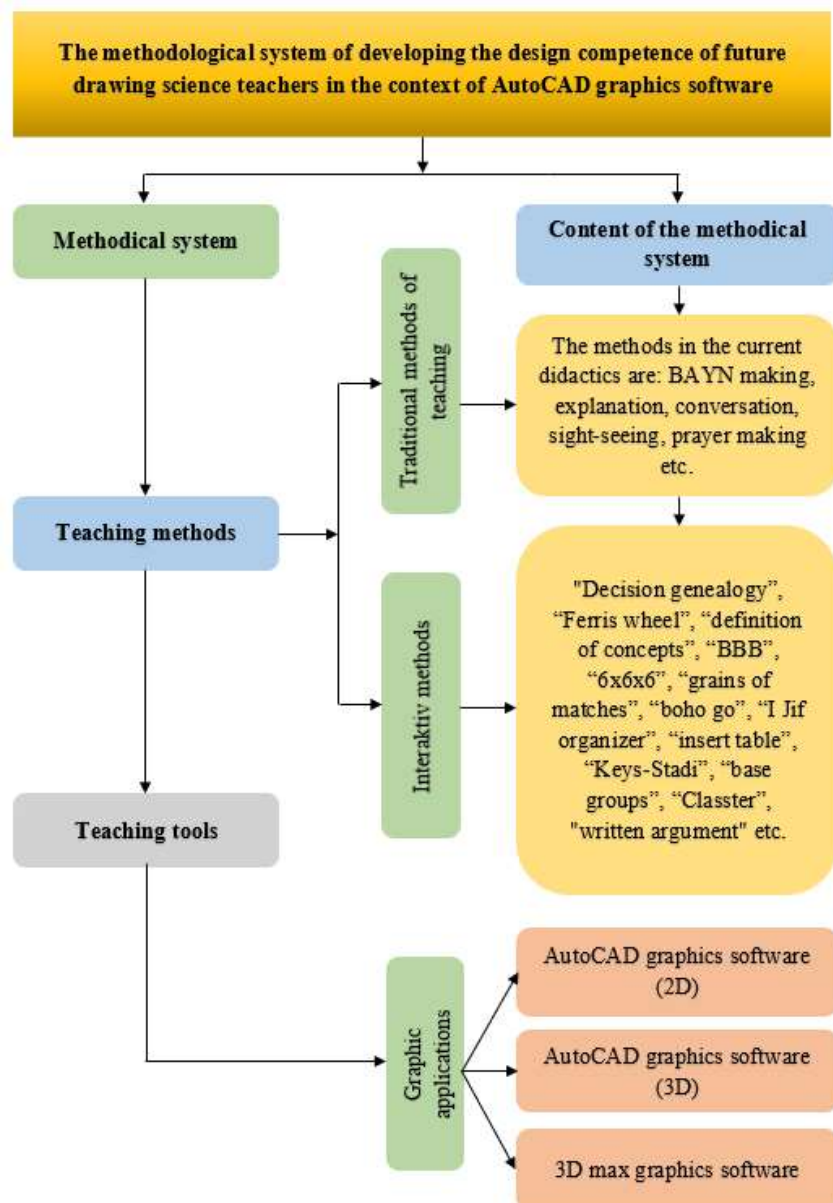 The methodological system of developing the design competence of future
drawing science teachers in the context of AutoCAD graphics software
Methodical system
Content of the methodical
system
Traditional methods of
teaching
The methods in the current
didactics are: BAYN making,
explanation, conversation,
sight-seeing, prayer making
etc.
Teaching methods
Interaktiv methods
"Decision genealogy”,
“Ferris wheel”, “definition
of concepts”, “BBB”,
“6x6x6”, “grains of
matches”, “boho go”, “I Jif
organizer”, “insert table”,
“Keys-Stadi”, “base
groups”, “Classter”,
"written argument" etc.
Teaching tools
Graphic
applications
AutoCAD graphics software
(2D)
AutoCAD graphics software
(3D)
3D max graphics software